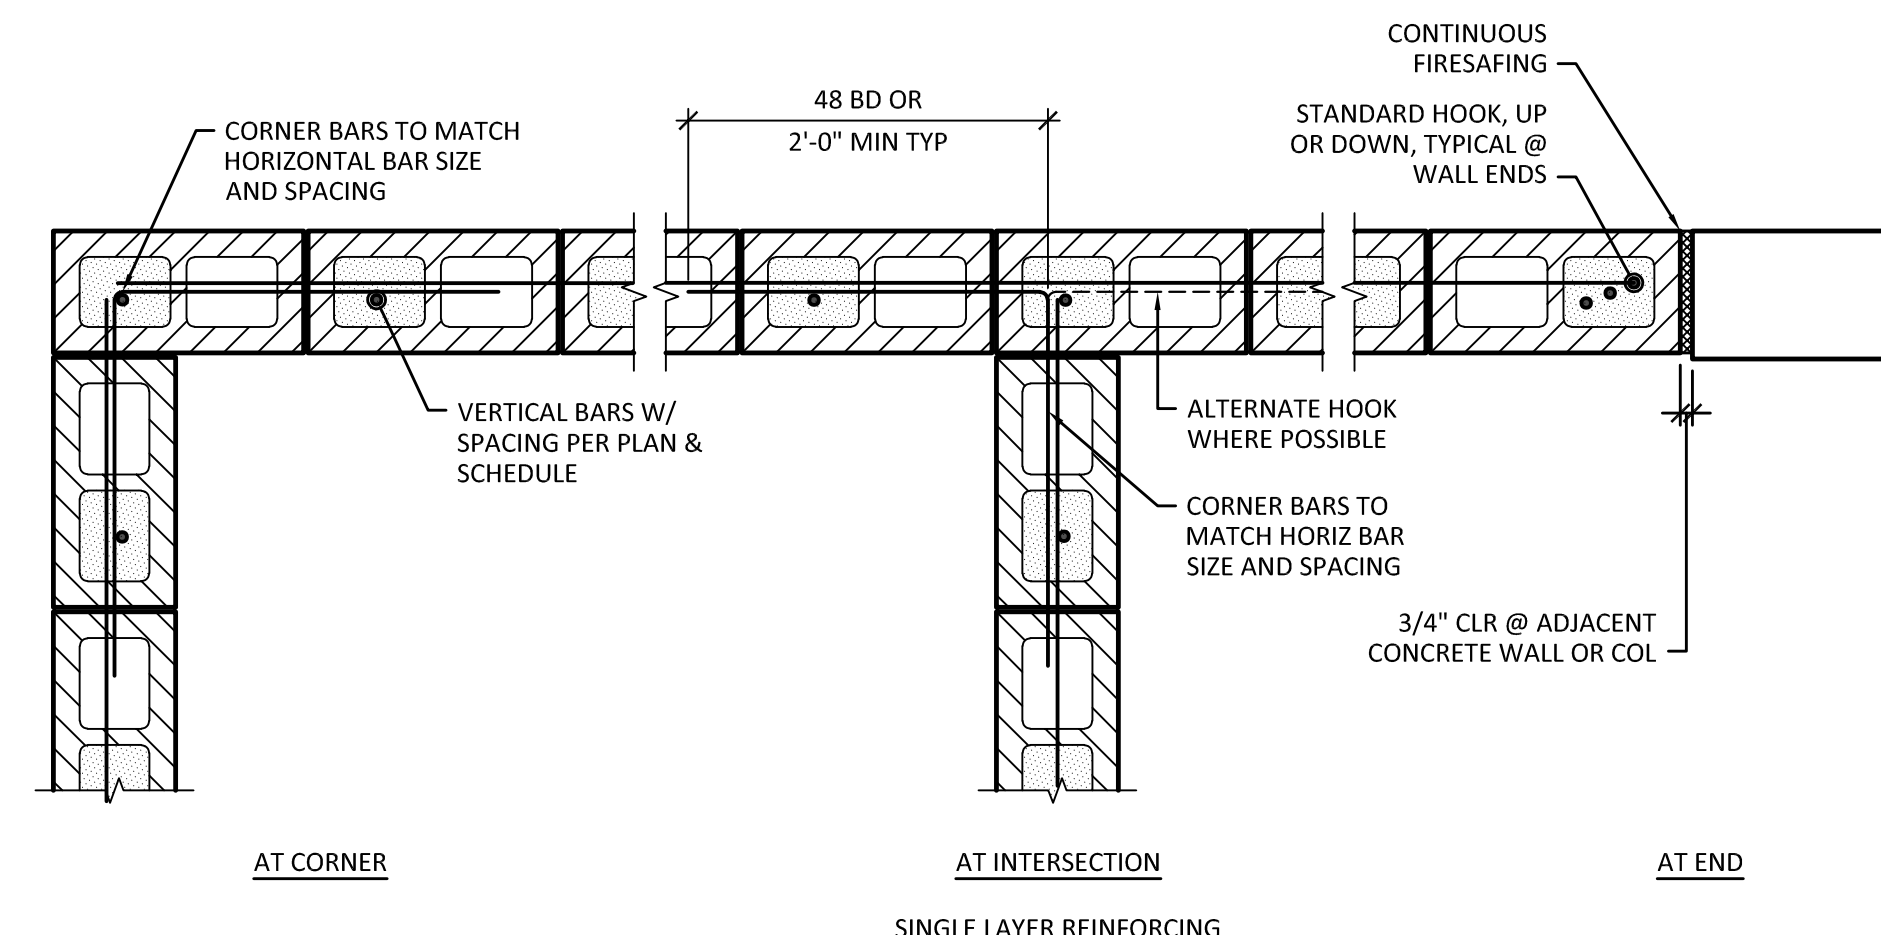 CONTINUOUS
FIRESAFING
STANDARD HOOK, UP
OR DOWN, TYPICAL @
WALL ENDS
48 BD OR
2'-0" MIN TYP
CORNER BARS TO MATCH
HORIZONTAL BAR SIZE
AND SPACING
VERTICAL BARS W/
SPACING PER PLAN &
SCHEDULE
ALTERNATE HOOK
WHERE POSSIBLE
CORNER BARS TO
MATCH HORIZ BAR
SIZE AND SPACING
3/4" CLR @ ADJACENT
CONCRETE WALL OR COL
AT CORNER
AT INTERSECTION
AT END
SINGLE LAYER REINFORCING